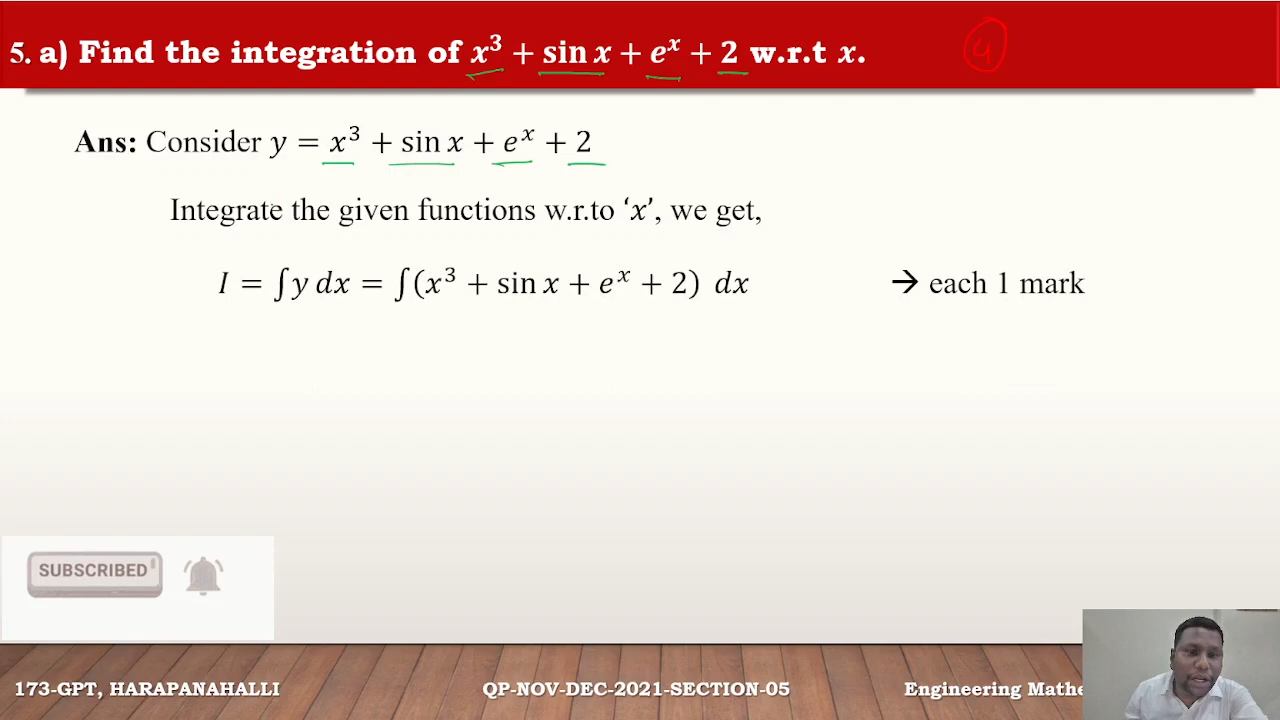 5. a) Find the integration of x³ + sin x + eˣ + 2 w.r.t x.
4
Ans: Consider y = x³ + sin x + eˣ + 2
Integrate the given functions w.r.to ‘x’, we get,
I = ∫y dx = ∫(x³ + sin x + eˣ + 2) dx → each 1 mark
SUBSCRIBED
173-GPT, HARAPANAHALLI QP-NOV-DEC-2021-SECTION-05 Engineering Mathe